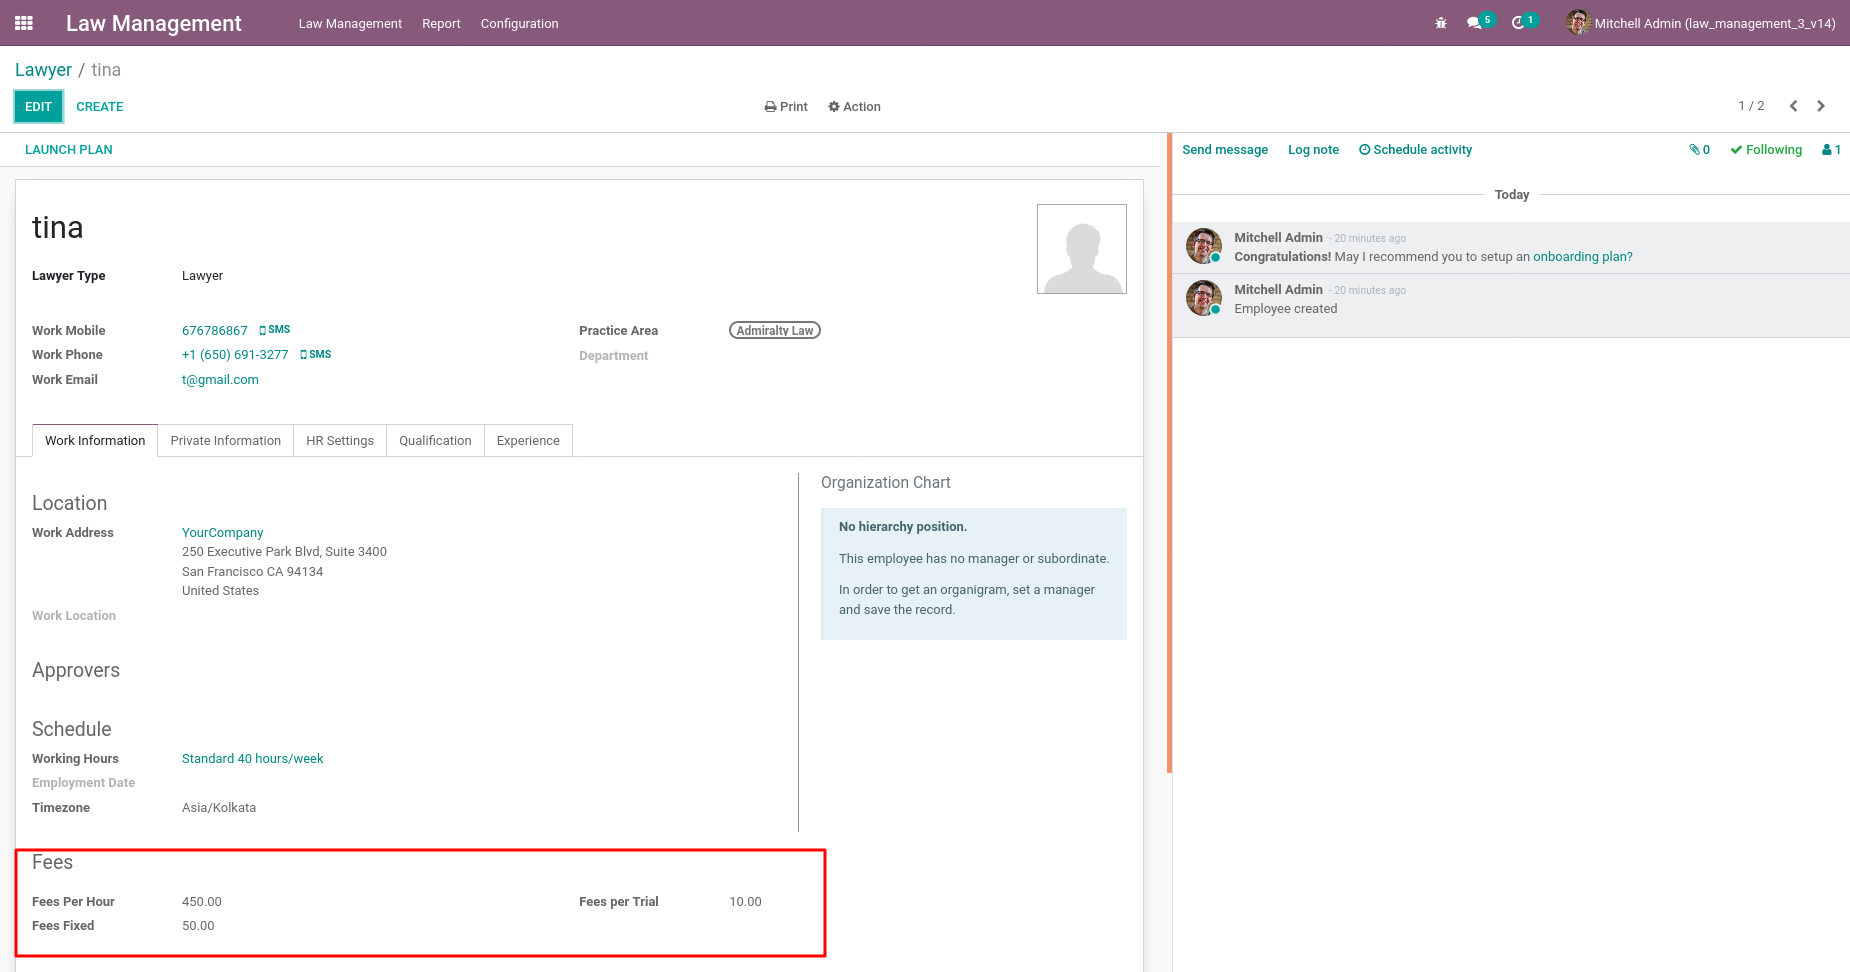 Law Management Law Management Report Configuration 5 1 Mitchell Admin (law_management_3_v14)
Lawyer / tina
EDIT CREATE Print Action 1 / 2
LAUNCH PLAN
tina
Lawyer Type Lawyer
Work Mobile 676786867 SMS Practice Area Admiralty Law
Work Phone +1 (650) 691-3277 SMS Department
Work Email t@gmail.com
Work Information Private Information HR Settings Qualification Experience
Location
Work Address YourCompany
250 Executive Park Blvd, Suite 3400
San Francisco CA 94134
United States
Work Location
Approvers
Schedule
Working Hours Standard 40 hours/week
Employment Date
Timezone Asia/Kolkata
Organization Chart
No hierarchy position.
This employee has no manager or subordinate.
In order to get an organigram, set a manager
and save the record.
Fees
Fees Per Hour 450.00 Fees per Trial 10.00
Fees Fixed 50.00
Send message Log note Schedule activity 0 Following 1
Today
Mitchell Admin - 20 minutes ago
Congratulations! May I recommend you to setup an onboarding plan?
Mitchell Admin - 20 minutes ago
Employee created